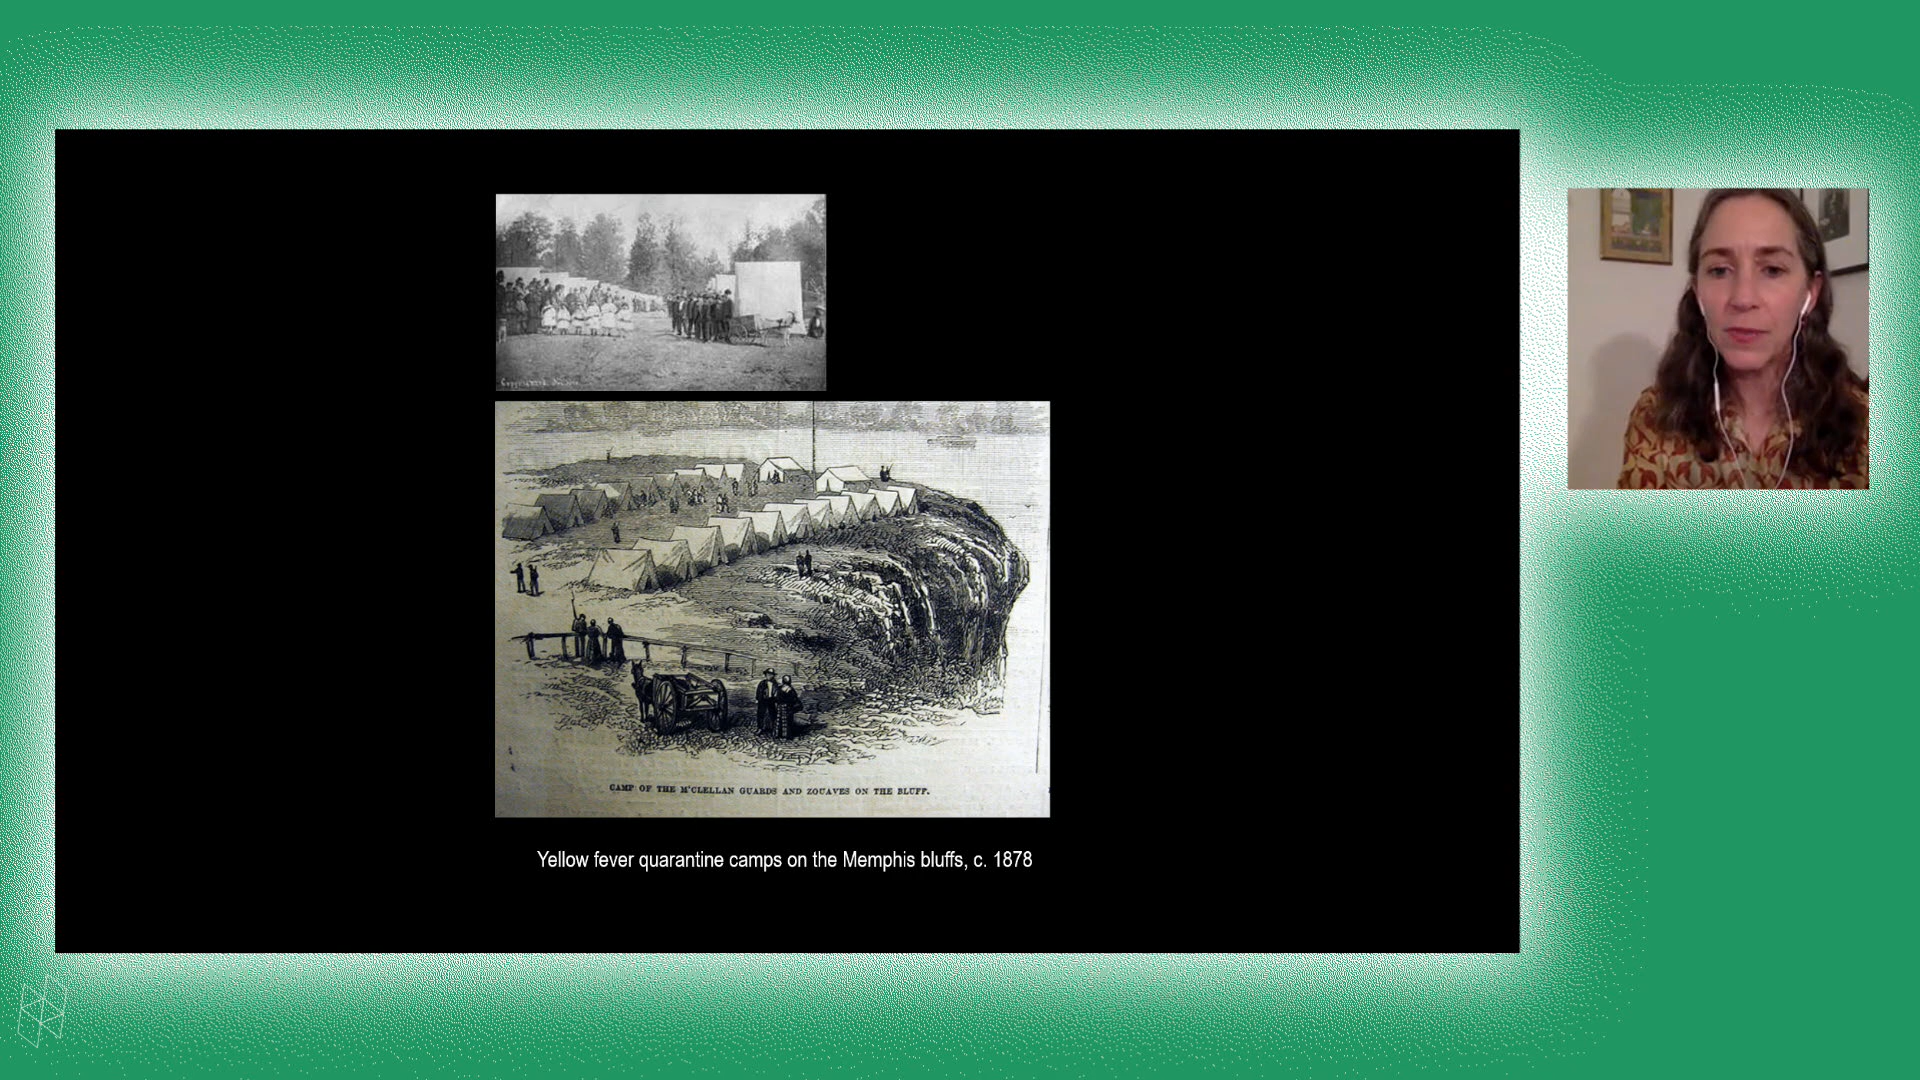 CAMP OF THE M'CLELLAN GUARDS AND ZOUAVES ON THE BLUFF.
Yellow fever quarantine camps on the Memphis bluffs, c. 1878